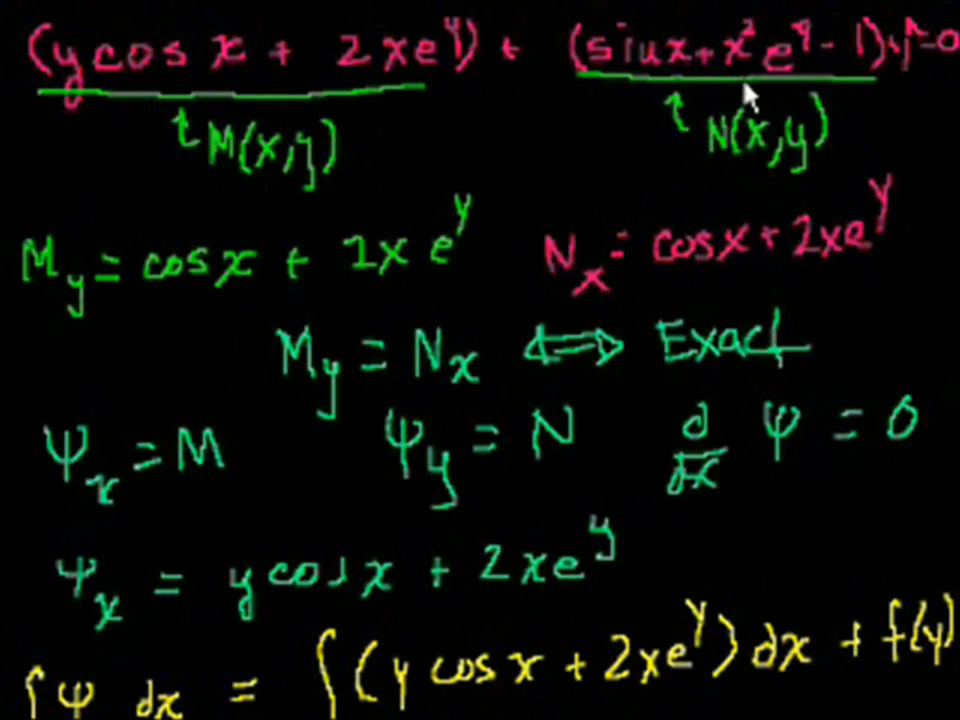 (y cos x + 2xe^y) + (sin x + x²e^y - 1) y' = 0
↑ M(x,y) ↑ N(x,y)
M_y = cos x + 2x e^y N_x = cos x + 2xe^y
M_y = N_x ⟺ Exact
Ψ_x = M Ψ_y = N d/dx Ψ = 0
Ψ_x = y cos x + 2xe^y
∫Ψ dx = ∫(y cos x + 2xe^y) dx + f(y)